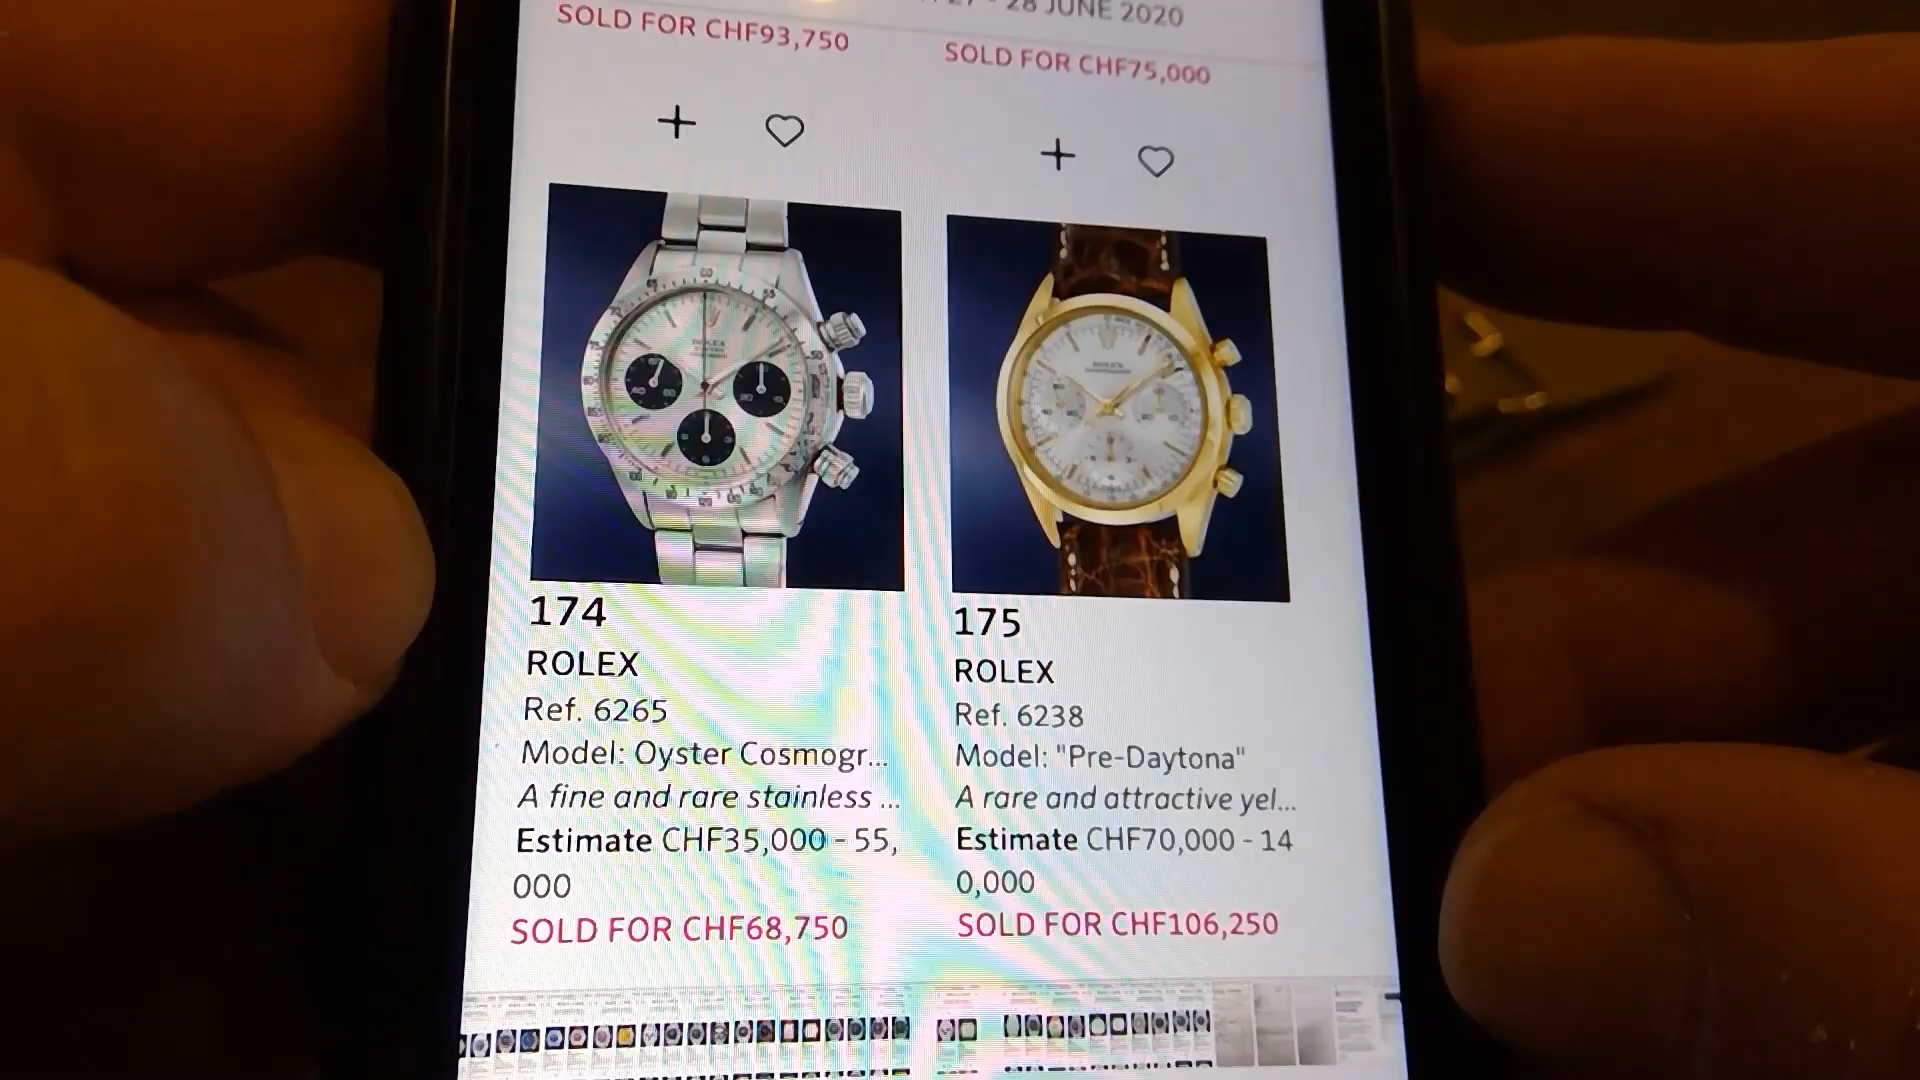 28 JUNE 2020
SOLD FOR CHF93,750
SOLD FOR CHF75,000
174
ROLEX
Ref. 6265
Model: Oyster Cosmogr...
A fine and rare stainless ...
Estimate CHF35,000 - 55,
000
SOLD FOR CHF68,750
175
ROLEX
Ref. 6238
Model: "Pre-Daytona"
A rare and attractive yel...
Estimate CHF70,000 - 14
0,000
SOLD FOR CHF106,250